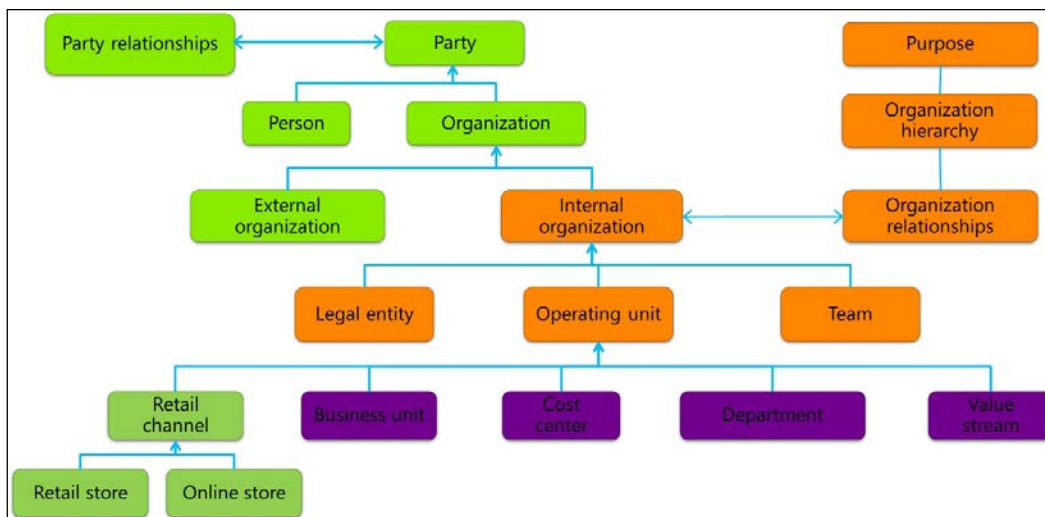 Party relationships
Party
Purpose
Person
Organization
Organization
hierarchy
External
organization
Internal
organization
Organization
relationships
Legal entity
Operating unit
Team
Retail
channel
Business unit
Cost
center
Department
Value
stream
Retail store
Online store